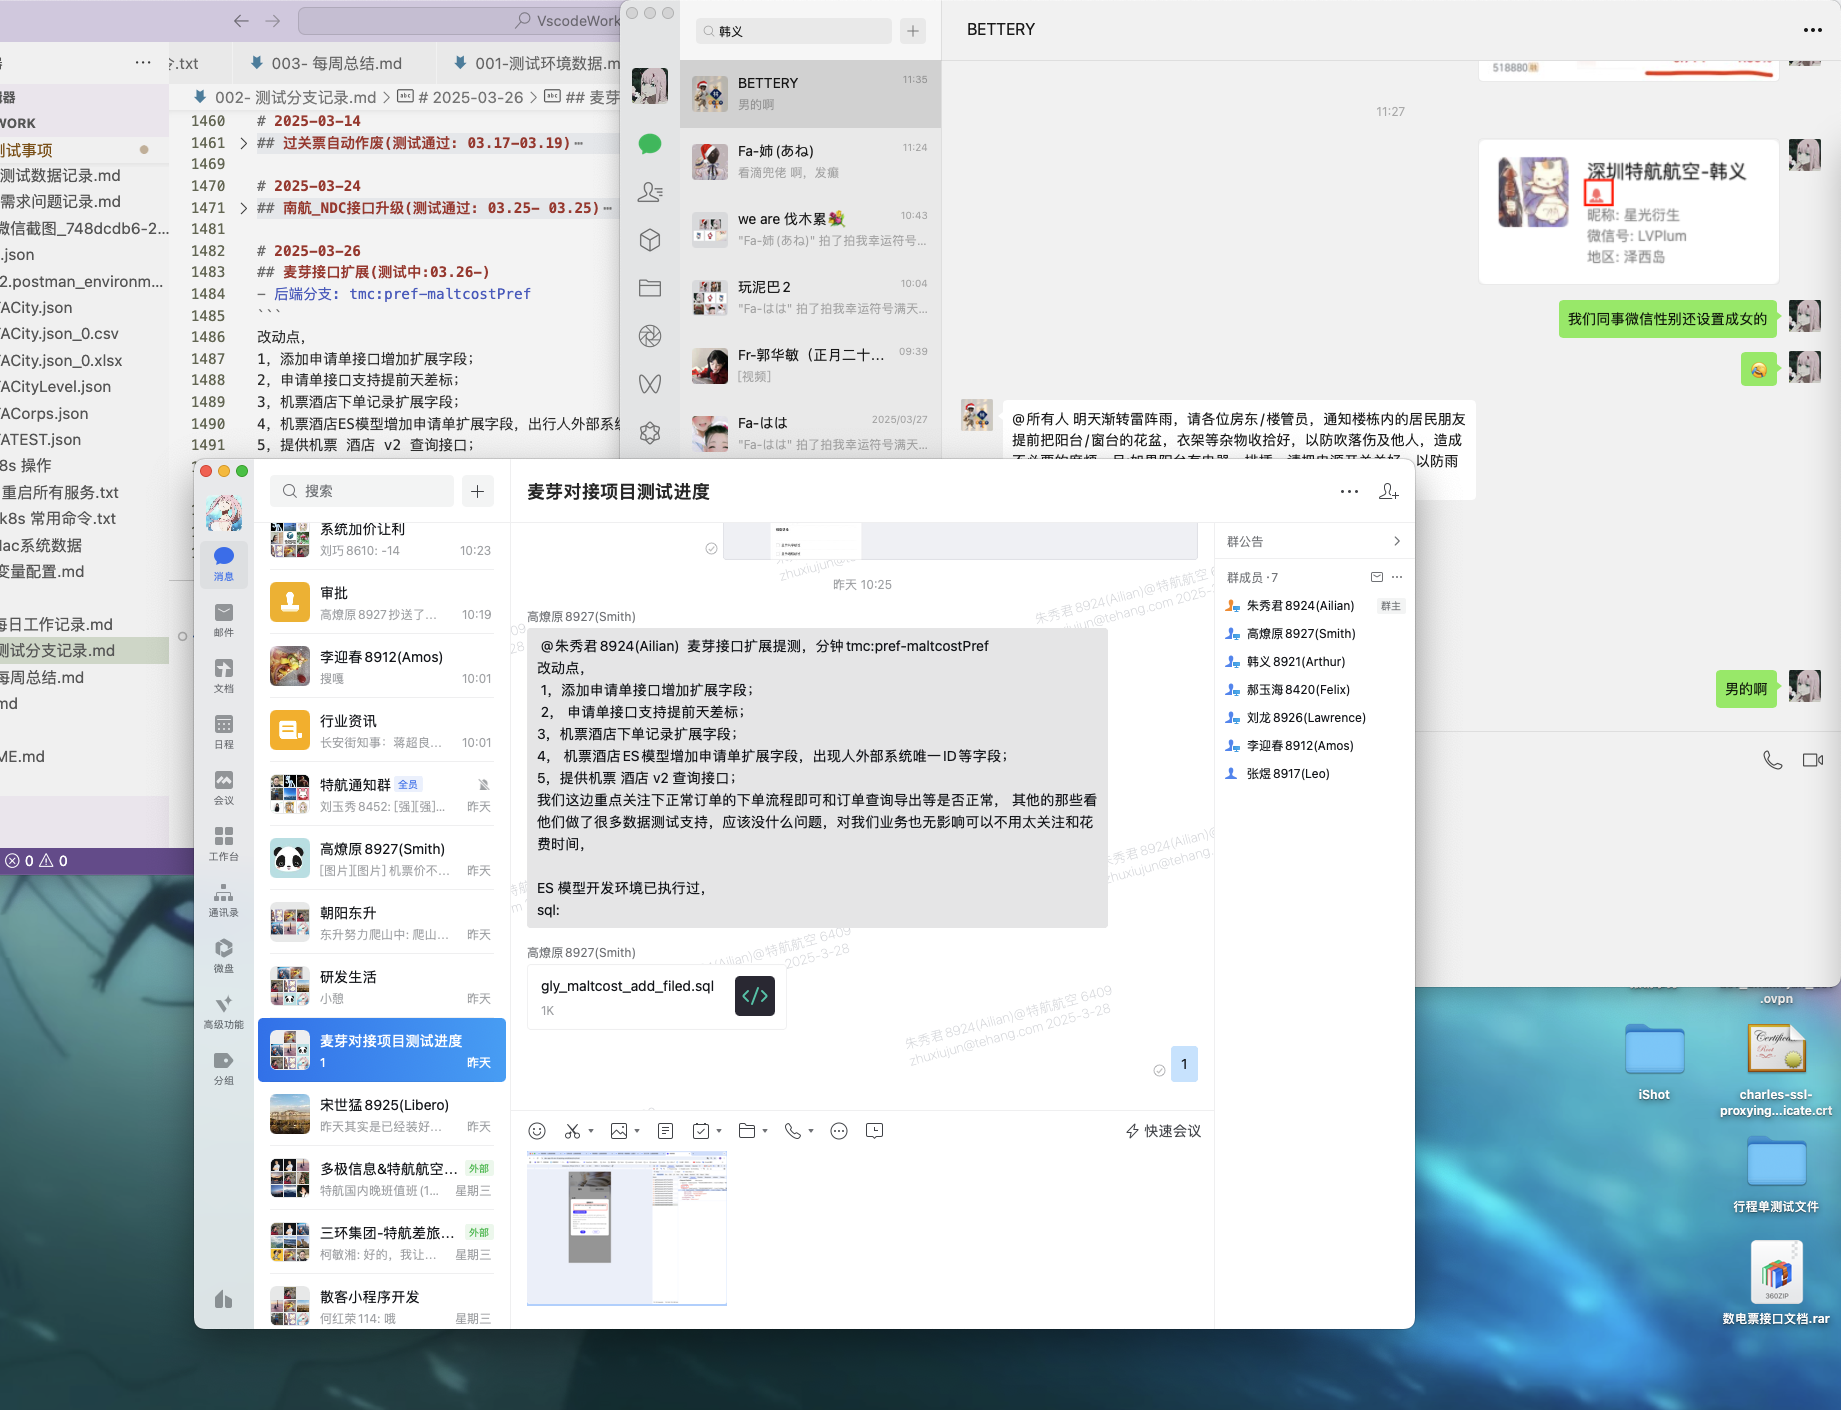 VscodeWork
令.txt
003- 每周总结.md
001-测试环境数据.m
002- 测试分支记录.md > # 2025-03-26 > ## 麦芽
WORK
测试事项
测试数据记录.md
需求问题记录.md
微信截图_748dcdb6-2...
.json
2.postman_environm...
ACity.json
ACity.json_0.csv
ACity.json_0.xlsx
ACityLevel.json
ACorps.json
ATEST.json
8s 操作
重启所有服务.txt
k8s 常用命令.txt
Mac系统数据
变量配置.md
每日工作记录.md
测试分支记录.md
每周总结.md
md
ME.md
0 0
1460 # 2025-03-14
1461 ## 过关票自动作废(测试通过: 03.17-03.19)
1469
1470 # 2025-03-24
1471 ## 南航_NDC接口升级(测试通过: 03.25- 03.25)
1481
1482 # 2025-03-26
1483 ## 麦芽接口扩展(测试中:03.26-)
1484 - 后端分支: tmc:pref-maltcostPref
1485 ```
1486 改动点,
1487 1, 添加申请单接口增加扩展字段;
1488 2, 申请单接口支持提前天差标;
1489 3, 机票酒店下单记录扩展字段;
1490 4, 机票酒店ES模型增加申请单扩展字段, 出行人外部系
1491 5, 提供机票 酒店 v2 查询接口;
韩义
BETTERY 11:35
男的啊
Fa-姉 (あね) 11:24
看滴兜佬 啊，发癫
we are 伐木累 10:43
"Fa-姉 (あね)" 拍了拍我幸运符号...
玩泥巴 2 10:04
"Fa-はは" 拍了拍我幸运符号满天...
Fr-郭华敏（正月二十... 09:39
[视频]
Fa-はは 2025/03/27
"Fa-はは" 拍了拍我幸运符号满天...
BETTERY
518880
11:27
深圳特航航空-韩义
昵称: 星光衍生
微信号: LVPlum
地区: 泽西岛
我们同事微信性别还设置成女的
@所有人 明天渐转雷阵雨，请各位房东/楼管员，通知楼栋内的居民朋友
提前把阳台/窗台的花盆，衣架等杂物收拾好，以防吹落伤及他人，造成
以防雨
男的啊
搜索
消息
邮件
文档
日程
会议
工作台
通讯录
微盘
高级功能
分组
系统加价让利
刘巧 8610: -14 10:23
审批
高燎原 8927 抄送了... 10:19
李迎春 8912(Amos)
搜嘎 10:01
行业资讯
长安街知事：蒋超良... 10:01
特航通知群 全员
刘玉秀 8452: [强][强]... 昨天
高燎原 8927(Smith)
[图片][图片] 机票价不... 昨天
朝阳东升
东升努力爬山中: 爬山... 昨天
研发生活
小憩 昨天
麦芽对接项目测试进度
1 昨天
宋世猛 8925(Libero)
昨天其实是已经装好... 昨天
多极信息&特航航空... 外部
特航国内晚班值班 (1... 星期三
三环集团-特航差旅... 外部
柯敏湘: 好的，我让... 星期三
散客小程序开发
何红荣 114: 哦 星期三
麦芽对接项目测试进度
昨天 10:25
高燎原 8927(Smith)
@朱秀君 8924(Ailian) 麦芽接口扩展提测，分钟 tmc:pref-maltcostPref
改动点，
1，添加申请单接口增加扩展字段；
2， 申请单接口支持提前天差标；
3，机票酒店下单记录扩展字段；
4， 机票酒店 ES 模型增加申请单扩展字段，出现人外部系统唯一 ID 等字段；
5，提供机票 酒店 v2 查询接口；
我们这边重点关注下正常订单的下单流程即可和订单查询导出等是否正常， 其他的那些看
他们做了很多数据测试支持，应该没什么问题，对我们业务也无影响可以不用太关注和花
费时间，
ES 模型开发环境已执行过，
sql:
高燎原 8927(Smith)
gly_maltcost_add_filed.sql
1K
朱秀君 8924(Ailian)@特航航空 6409
zhuxiujun@tehang.com 2025-3-28
1
快速会议
群公告
群成员 · 7
朱秀君 8924(Ailian) 群主
高燎原 8927(Smith)
韩义 8921(Arthur)
郝玉海 8420(Felix)
刘龙 8926(Lawrence)
李迎春 8912(Amos)
张煜 8917(Leo)
.ovpn
iShot
charles-ssl-
proxying...icate.crt
行程单测试文件
360ZIP
数电票接口文档.rar